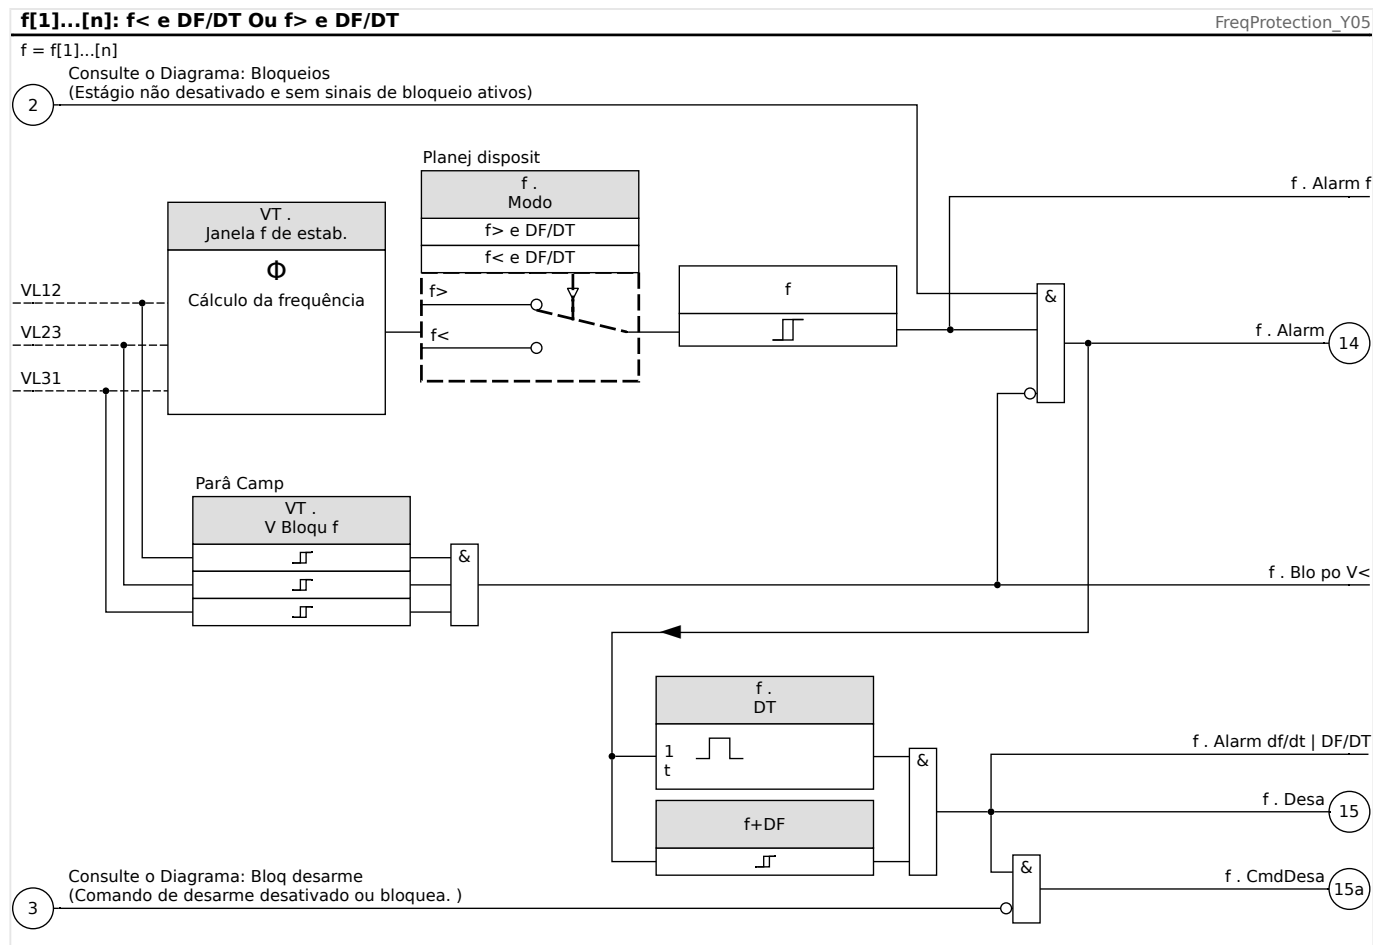 f[1]...[n]: f< e DF/DT Ou f> e DF/DT
FreqProtection_Y05
f = f[1]...[n]
Consulte o Diagrama: Bloqueios
(Estágio não desativado e sem sinais de bloqueio ativos)
2
Planej disposit
f .
Modo
f> e DF/DT
f< e DF/DT
f . Alarm f
VT .
Janela f de estab.
Φ
Cálculo da frequência
VL12
VL23
VL31
f>
f<
f
&
f . Alarm
14
Parâ Camp
VT .
V Bloqu f
&
f . Blo po V<
f .
DT
1
t
&
f . Alarm df/dt | DF/DT
f . Desa
15
f+DF
&
f . CmdDesa
15a
Consulte o Diagrama: Bloq desarme
(Comando de desarme desativado ou bloquea. )
3